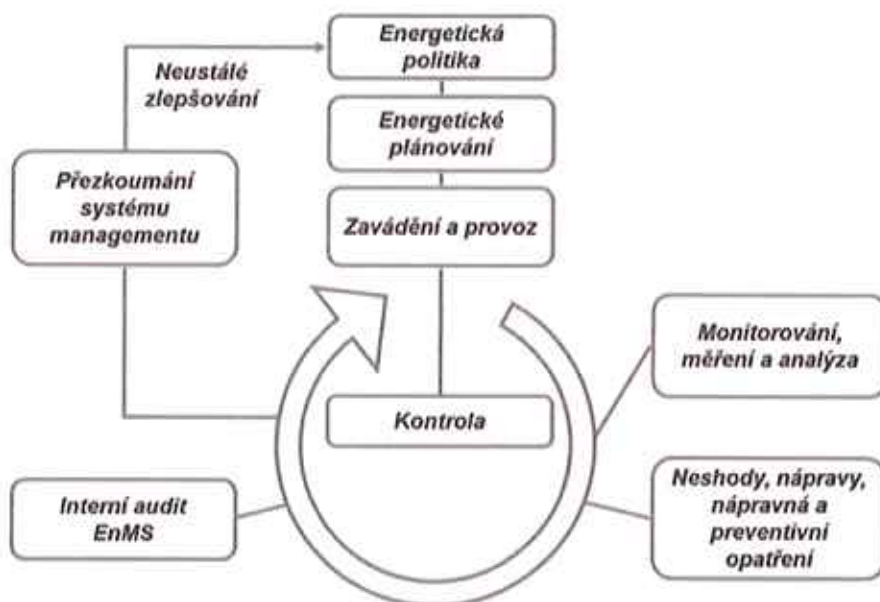 Energetická
politika
Neustálé
zlepšování
Energetické
plánování
Přezkoumání
systému
managementu
Zavádění a provoz
Monitorování,
měření a analýza
Kontrola
Interní audit
EnMS
Neshody, nápravy,
nápravná a
preventivní
opatření